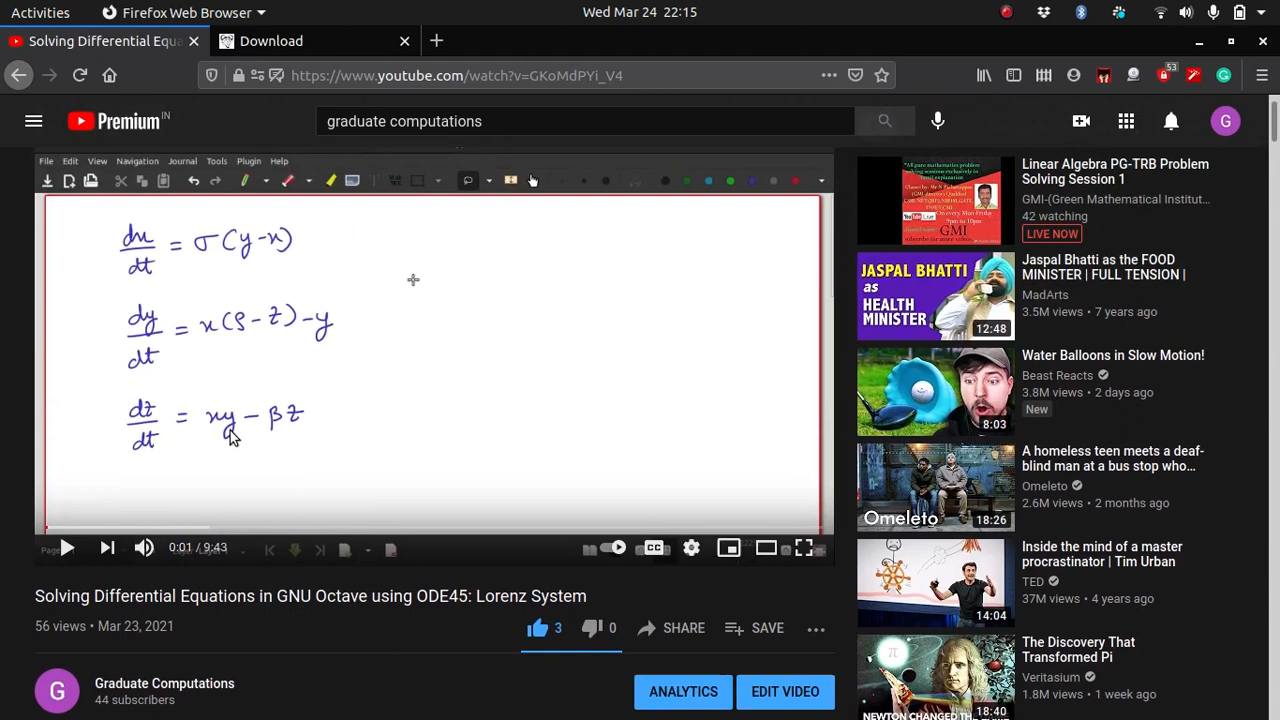 Activities
Firefox Web Browser
Wed Mar 24 22:15
Solving Differential Equa
Download
https://www.youtube.com/watch?v=GKoMdPYi_V4
53
Premium IN
graduate computations
G
File Edit View Navigation Journal Tools Plugin Help
dx/dt = σ(y-x)
dy/dt = x(ρ-z)-y
dz/dt = xy - βz
0:01 / 9:43
CC
Solving Differential Equations in GNU Octave using ODE45: Lorenz System
56 views • Mar 23, 2021
3
0
SHARE
SAVE
G
Graduate Computations
44 subscribers
ANALYTICS
EDIT VIDEO
GMI
Linear Algebra PG-TRB Problem
Solving Session 1
GMI-(Green Mathematical Institut...
42 watching
LIVE NOW
JASPAL BHATTI
as
HEALTH
MINISTER
12:48
Jaspal Bhatti as the FOOD
MINISTER | FULL TENSION |
MadArts
3.5M views • 7 years ago
8:03
Water Balloons in Slow Motion!
Beast Reacts
3.8M views • 2 days ago
New
Omeleto
18:26
A homeless teen meets a deaf-
blind man at a bus stop who...
Omeleto
2.6M views • 2 months ago
14:04
Inside the mind of a master
procrastinator | Tim Urban
TED
37M views • 4 years ago
π
NEWTON CHANGED THE
18:40
The Discovery That
Transformed Pi
Veritasium
1.8M views • 1 week ago